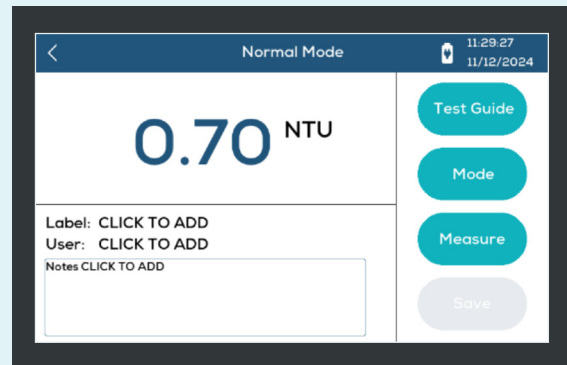 Normal Mode
11:29:27
11/12/2024
0.70 NTU
Label: CLICK TO ADD
User: CLICK TO ADD
Notes CLICK TO ADD
Test Guide
Mode
Measure
Save